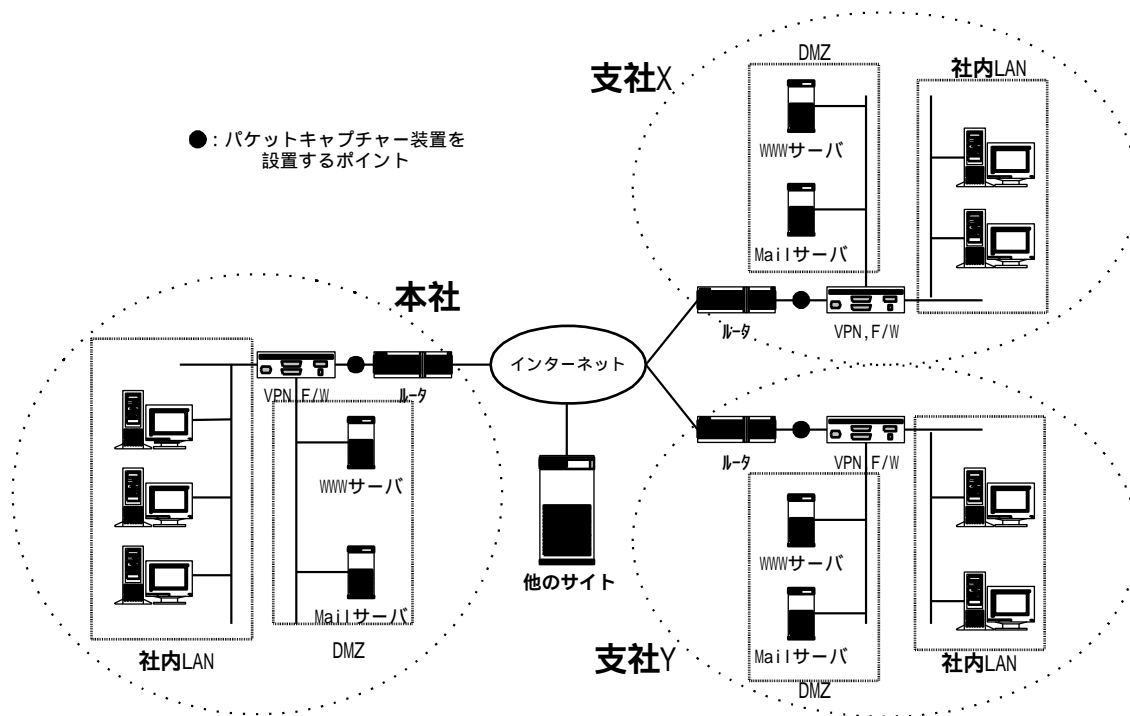 DMZ
支社X
社内LAN
●：パケットキャプチャー装置を
設置するポイント
WWWサーバ
Mailサーバ
ルータ
VPN,F/W
本社
インターネット
VPN,F/W
ルータ
WWWサーバ
Mailサーバ
社内LAN
DMZ
他のサイト
ルータ
VPN,F/W
WWWサーバ
Mailサーバ
支社Y
DMZ
社内LAN